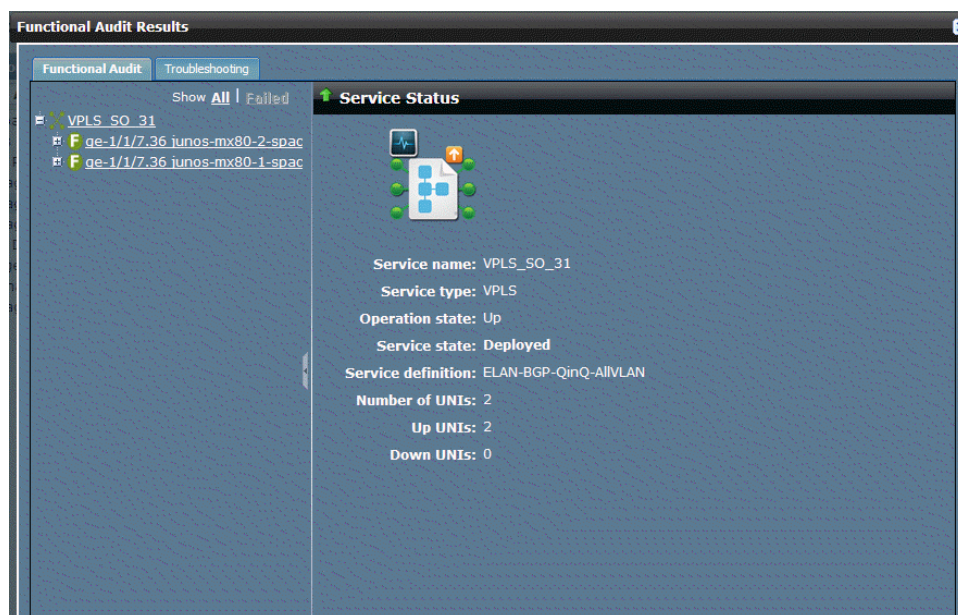 Functional Audit Results
Functional Audit
Troubleshooting
Show All | Failed
VPLS_SO_31
F ge-1/1/7.36 junos-mx80-2-spac
F ge-1/1/7.36 junos-mx80-1-spac
Service Status
Service name: VPLS_SO_31
Service type: VPLS
Operation state: Up
Service state: Deployed
Service definition: ELAN-BGP-QinQ-AllVLAN
Number of UNIs: 2
Up UNIs: 2
Down UNIs: 0